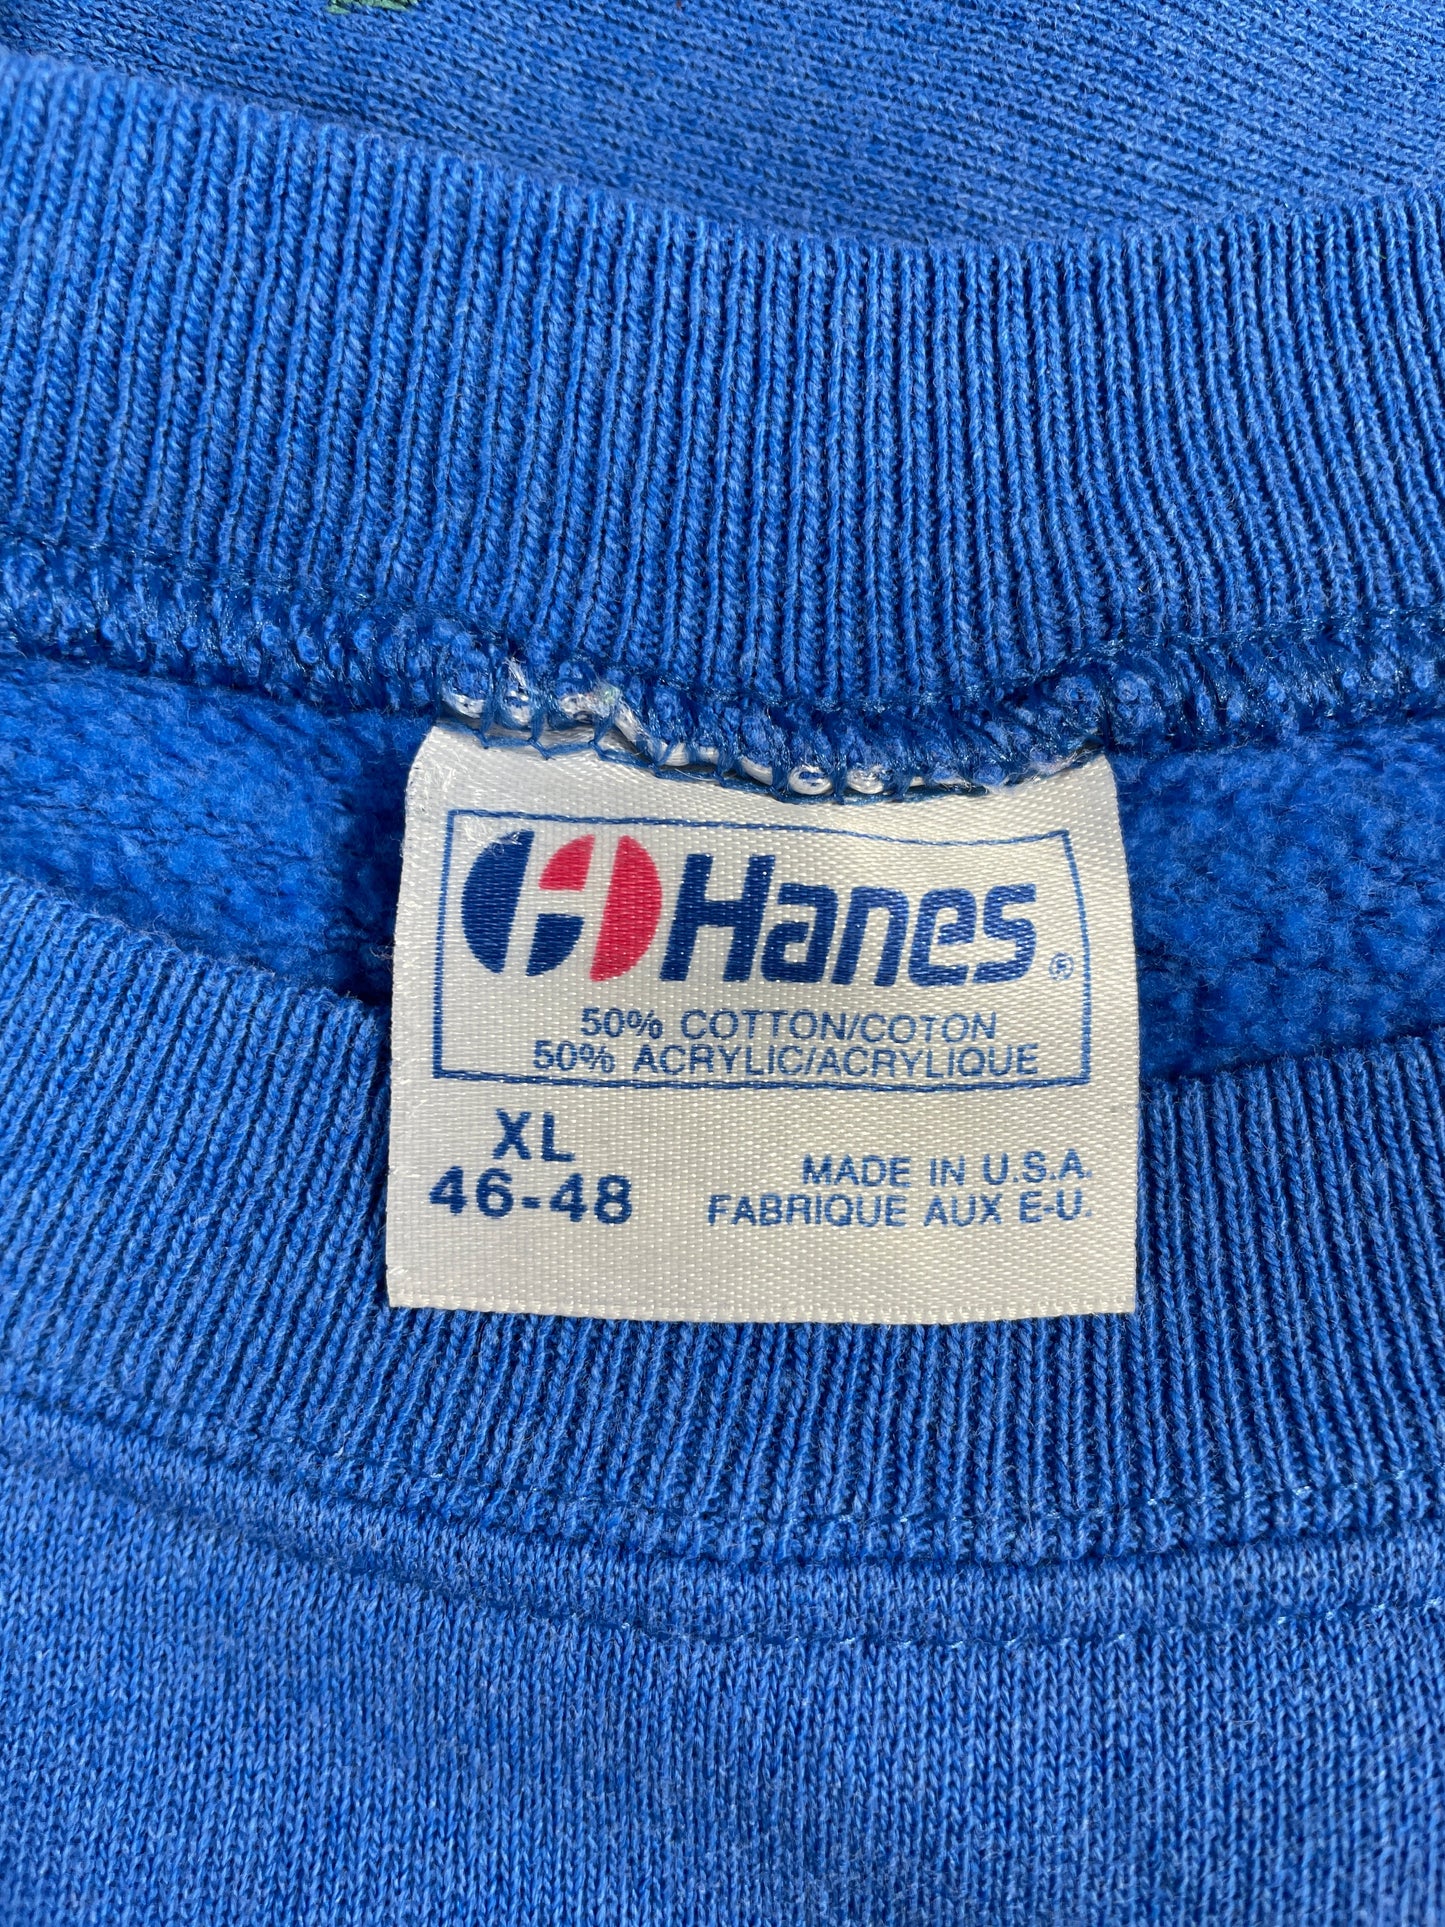 Hanes®
50% COTTON/COTON
50% ACRYLIC/ACRYLIQUE
XL
46-48
MADE IN U.S.A.
FABRIQUE AUX E-U.